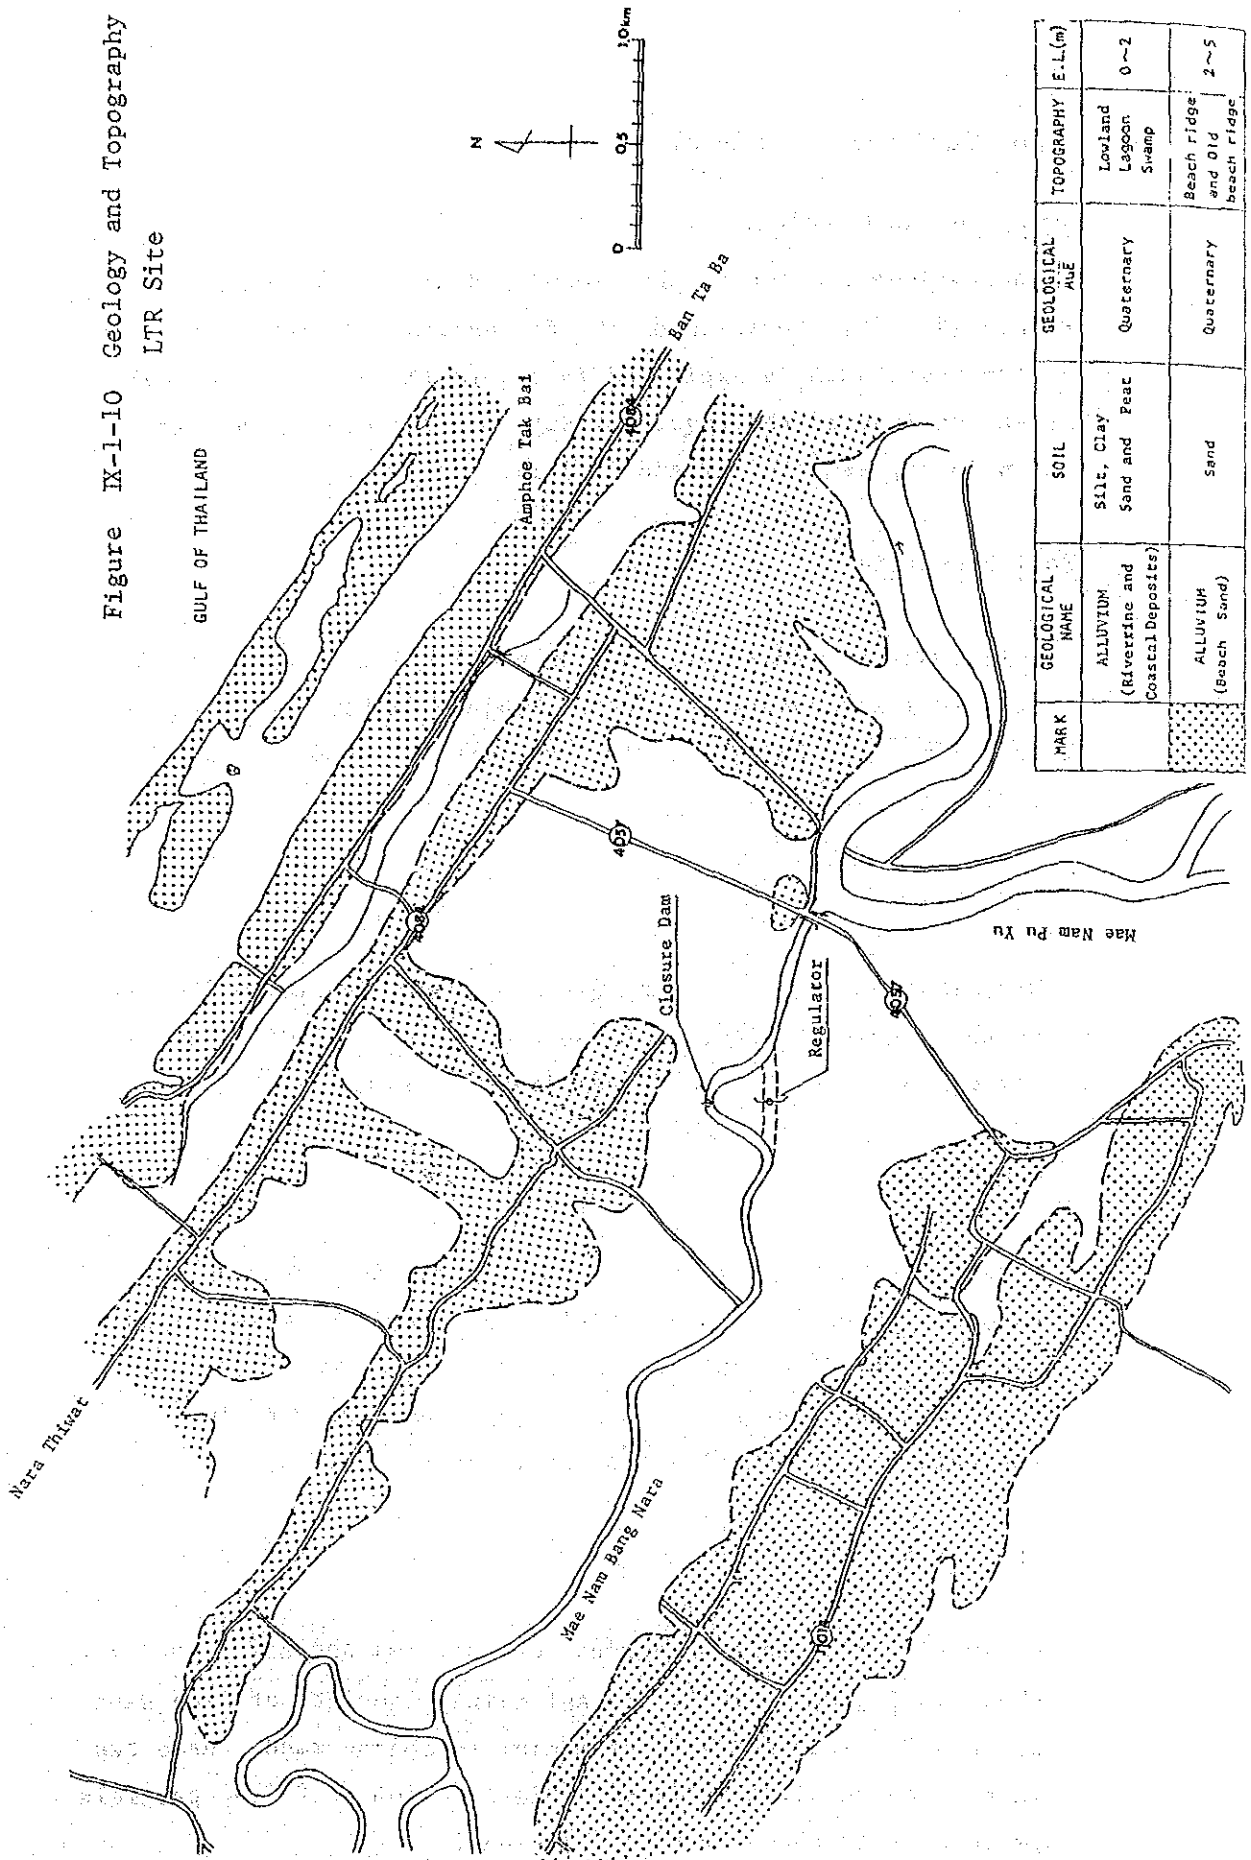 Figure IX-1-10 Geology and Topography
LTR Site
GULF OF THAILAND
N
0 0.5 1.0km
Nara Thiwat
Amphoe Tak Bai
Ban Ta Ba
4084
4084
4057
4057
Closure Dam
Regulator
Mae Nam Bang Nara
Mae Nam Pu Yu
MARK GEOLOGICAL NAME SOIL GEOLOGICAL AGE TOPOGRAPHY E.L.(m)
ALLUVIUM
(Riverrine and
Coastal Deposits)
Silt, Clay
Sand and Peat
Quaternary
Lowland
Lagoon
Swamp
0~2
ALLUVIUM
(Beach Sand)
Sand
Quaternary
Beach ridge
and Old
beach ridge
2~5